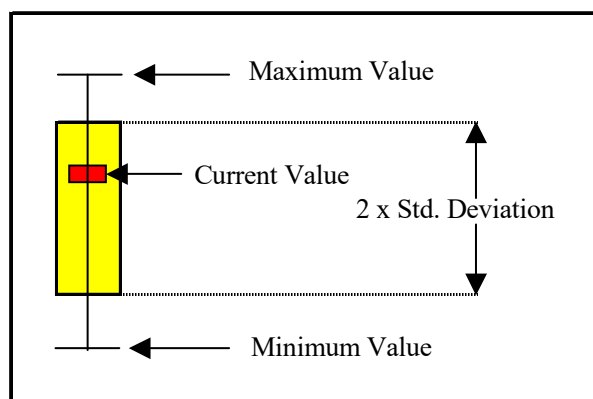 Maximum Value
Current Value
2 x Std. Deviation
Minimum Value